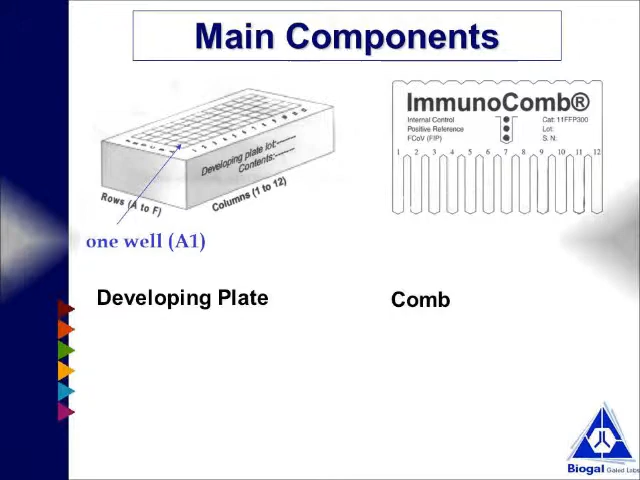 Main Components
Developing plate lot:
Contents:
Rows (A to F)
Columns (1 to 12)
one well (A1)
ImmunoComb®
Internal Control
Positive Reference
FCoV (FIP)
Cat: 11FFP300
Lot:
S. N:
1 2 3 4 5 6 7 8 9 10 11 12
Developing Plate
Comb
Biogal Galed Labs